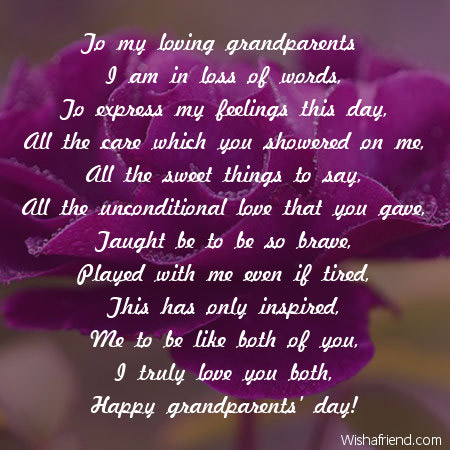 To my loving grandparents
I am in loss of words,
To express my feelings this day,
All the care which you showered on me,
All the sweet things to say,
All the unconditional love that you gave,
Taught be to be so brave,
Played with me even if tired,
This has only inspired,
Me to be like both of you,
I truly love you both,
Happy grandparents' day!
Wishafriend.com